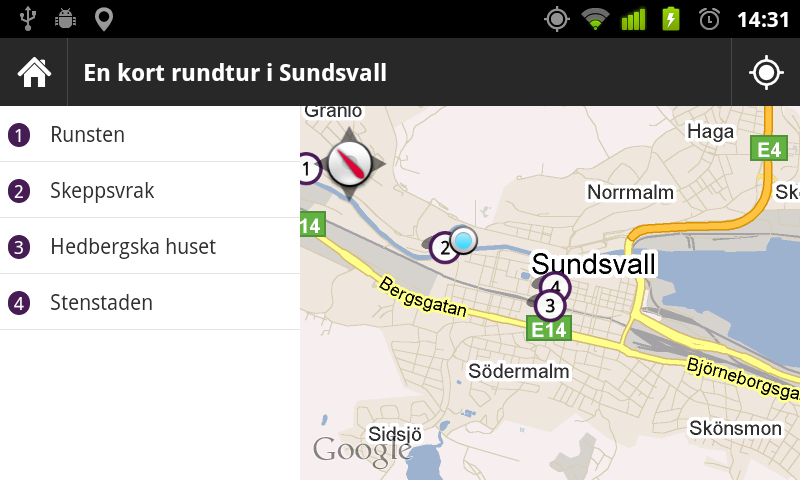 14:31
En kort rundtur i Sundsvall
1 Runsten
2 Skeppsvrak
3 Hedbergska huset
4 Stenstaden
Granlo
Haga
E4
1
Norrmalm
Sk
14
2
Sundsvall
4
3
Bergsgatan
E14
Södermalm
Björneborgsga
Skönsmon
Sidsjö
Google